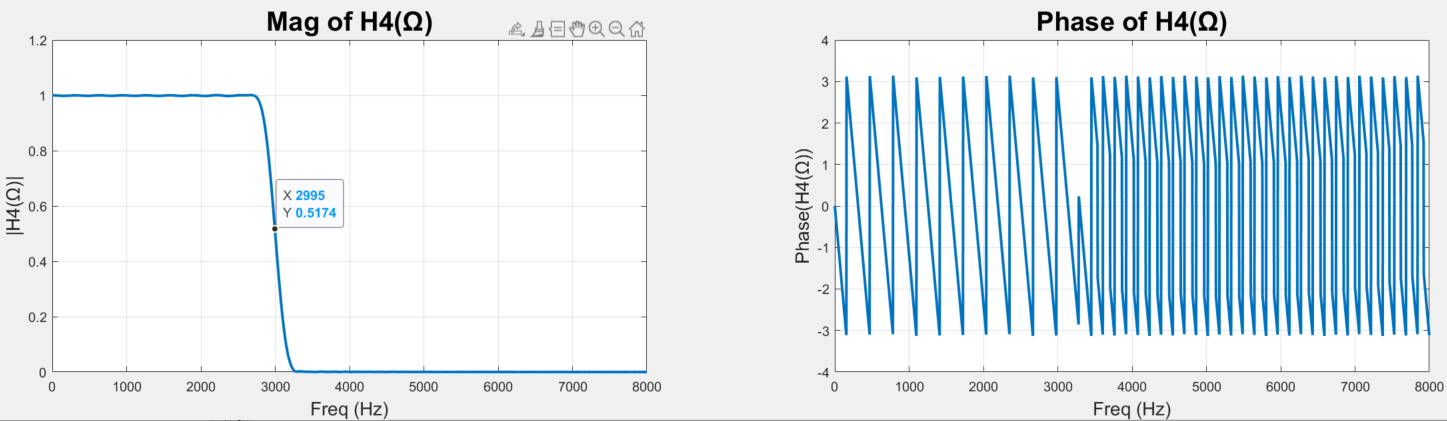 Mag of H4(Ω)
|H4(Ω)|
1.2
1
0.8
0.6
0.4
0.2
0
X 2995
Y 0.5174
0 1000 2000 3000 4000 5000 6000 7000 8000
Freq (Hz)
Phase of H4(Ω)
Phase(H4(Ω))
4
3
2
1
0
-1
-2
-3
-4
0 1000 2000 3000 4000 5000 6000 7000 8000
Freq (Hz)